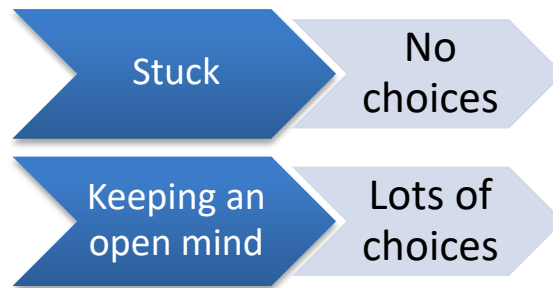 Stuck
No
choices
Keeping an
open mind
Lots of
choices